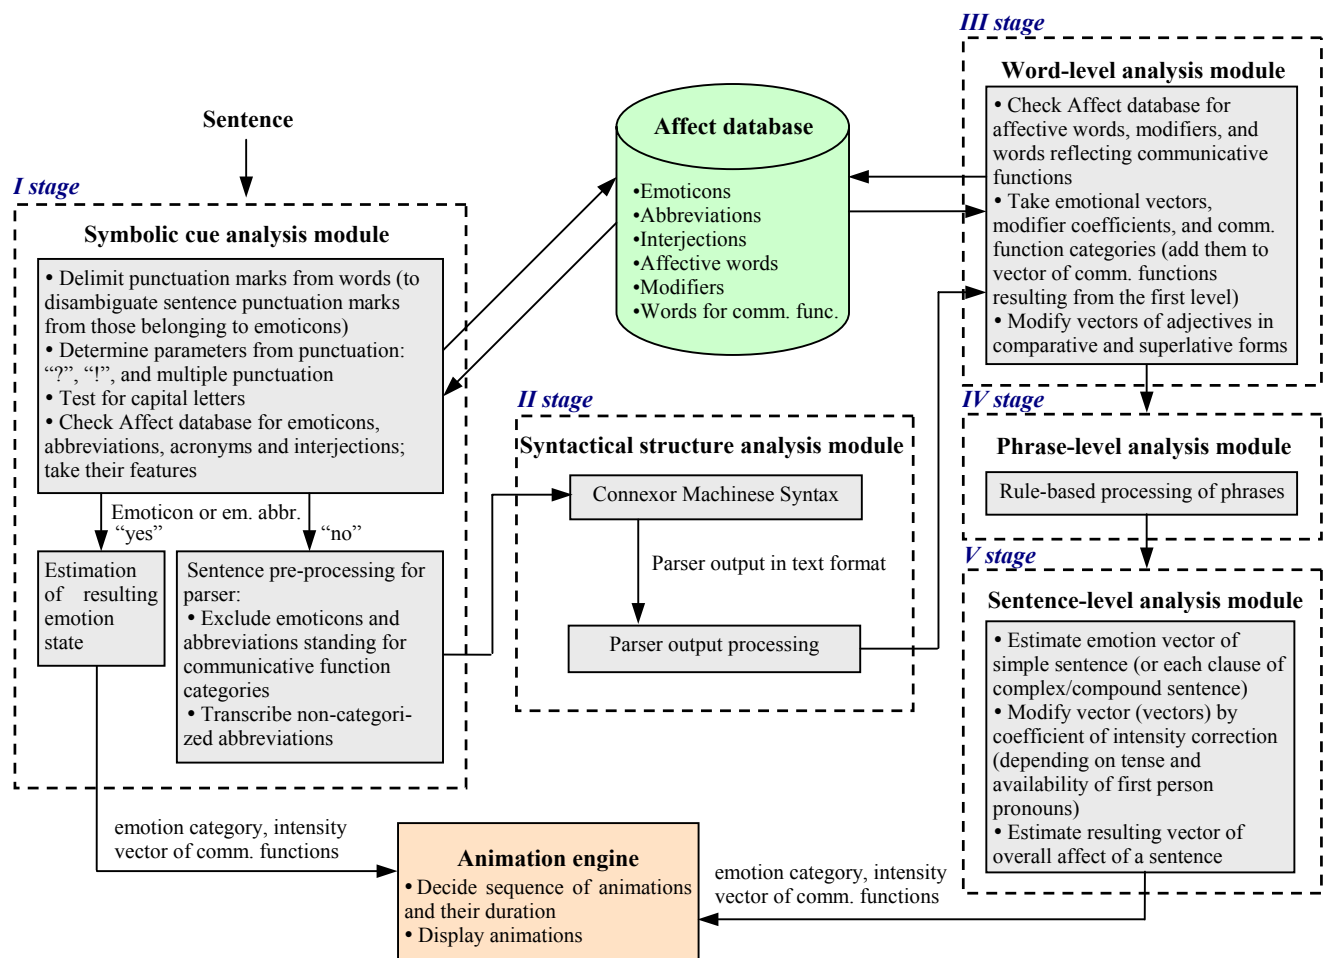 Sentence
I stage
Symbolic cue analysis module
• Delimit punctuation marks from words (to
disambiguate sentence punctuation marks
from those belonging to emoticons)
• Determine parameters from punctuation:
“?”, “!”, and multiple punctuation
• Test for capital letters
• Check Affect database for emoticons,
abbreviations, acronyms and interjections;
take their features
Emoticon or em. abbr.
“yes”
“no”
Estimation
of resulting
emotion
state
Sentence pre-processing for
parser:
• Exclude emoticons and
abbreviations standing for
communicative function
categories
• Transcribe non-categori-
zed abbreviations
emotion category, intensity
vector of comm. functions
Affect database
•Emoticons
•Abbreviations
•Interjections
•Affective words
•Modifiers
•Words for comm. func.
II stage
Syntactical structure analysis module
Connexor Machinese Syntax
Parser output in text format
Parser output processing
III stage
Word-level analysis module
• Check Affect database for
affective words, modifiers, and
words reflecting communicative
functions
• Take emotional vectors,
modifier coefficients, and comm.
function categories (add them to
vector of comm. functions
resulting from the first level)
• Modify vectors of adjectives in
comparative and superlative forms
IV stage
Phrase-level analysis module
Rule-based processing of phrases
V stage
Sentence-level analysis module
• Estimate emotion vector of
simple sentence (or each clause of
complex/compound sentence)
• Modify vector (vectors) by
coefficient of intensity correction
(depending on tense and
availability of first person
pronouns)
• Estimate resulting vector of
overall affect of a sentence
emotion category, intensity
vector of comm. functions
Animation engine
• Decide sequence of animations
and their duration
• Display animations